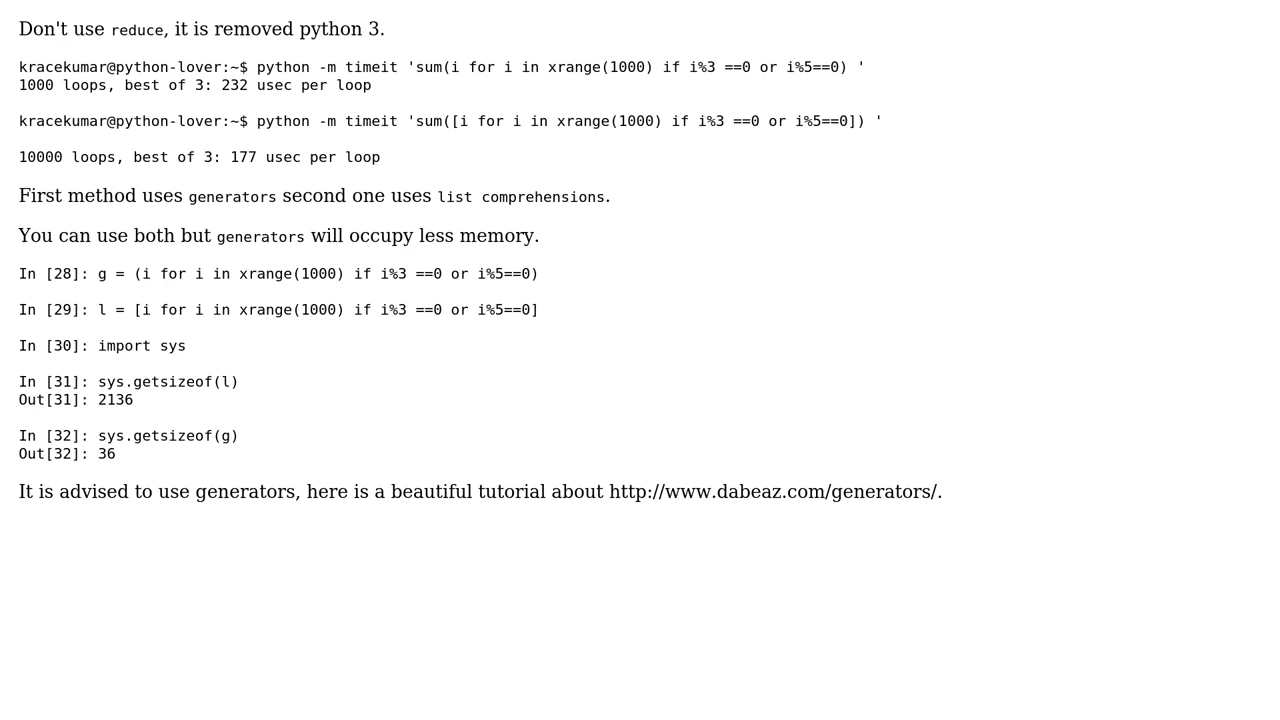 Don't use reduce, it is removed python 3.
kracekumar@python-lover:~$ python -m timeit 'sum(i for i in xrange(1000) if i%3 ==0 or i%5==0) '
1000 loops, best of 3: 232 usec per loop
kracekumar@python-lover:~$ python -m timeit 'sum([i for i in xrange(1000) if i%3 ==0 or i%5==0]) '
10000 loops, best of 3: 177 usec per loop
First method uses generators second one uses list comprehensions.
You can use both but generators will occupy less memory.
In [28]: g = (i for i in xrange(1000) if i%3 ==0 or i%5==0)
In [29]: l = [i for i in xrange(1000) if i%3 ==0 or i%5==0]
In [30]: import sys
In [31]: sys.getsizeof(l)
Out[31]: 2136
In [32]: sys.getsizeof(g)
Out[32]: 36
It is advised to use generators, here is a beautiful tutorial about http://www.dabeaz.com/generators/.